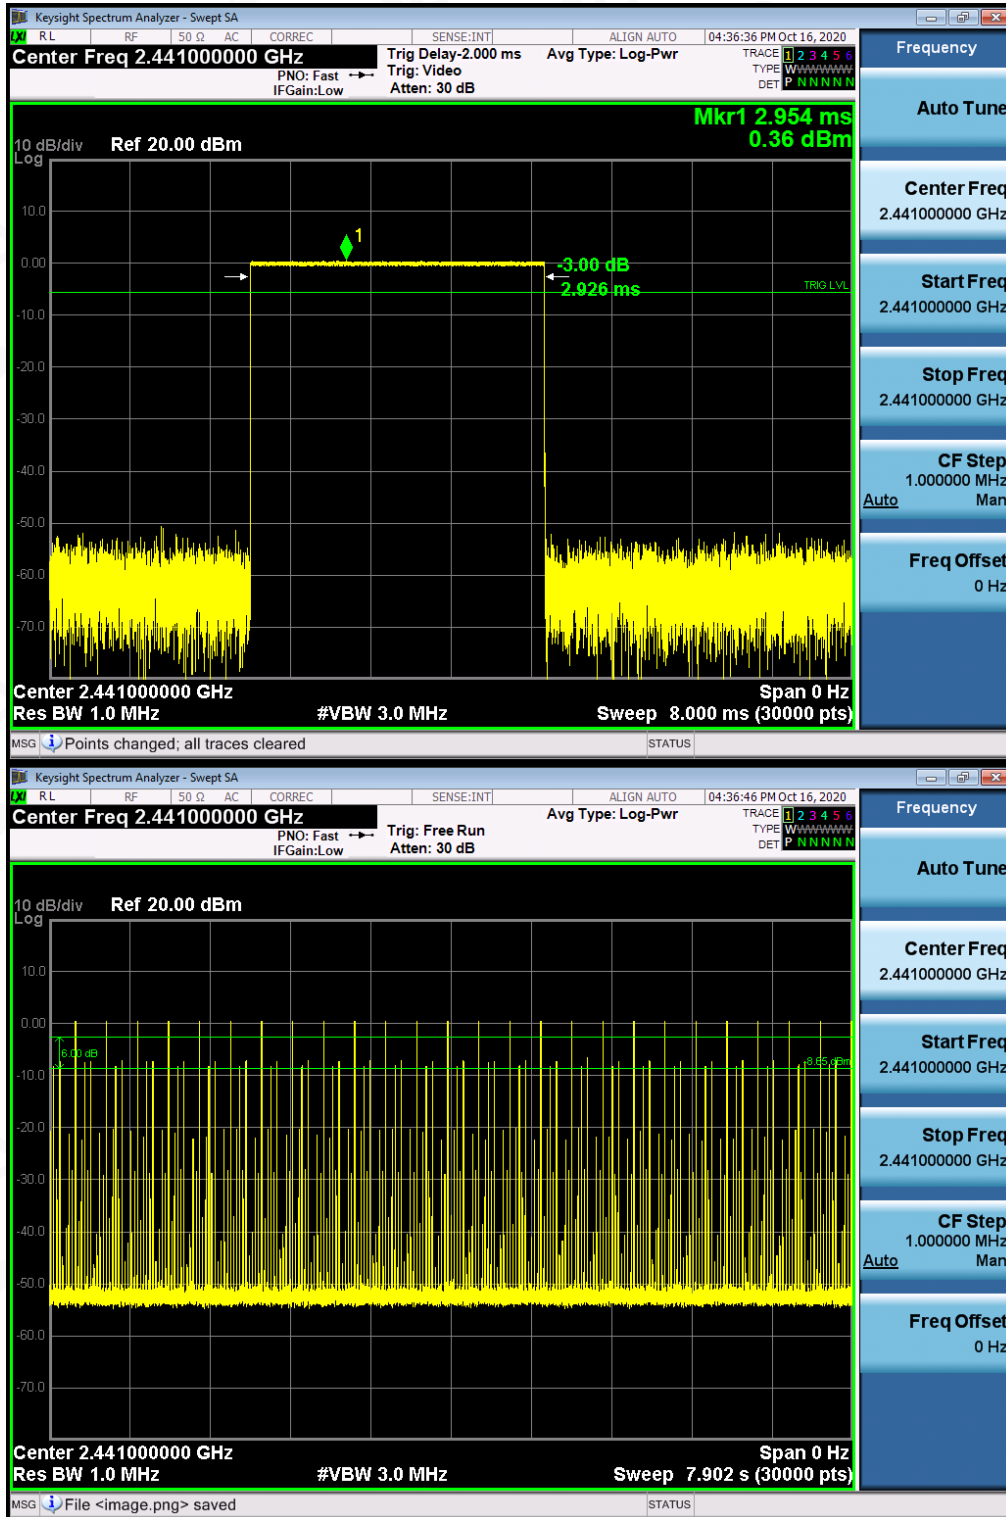 Keysight Spectrum Analyzer - Swept SA
LXI RL RF 50 Ω AC CORREC SENSE:INT ALIGN AUTO 04:36:36 PM Oct 16, 2020
Center Freq 2.441000000 GHz
PNO: Fast
IFGain:Low
Trig Delay-2.000 ms
Trig: Video
Atten: 30 dB
Avg Type: Log-Pwr
TRACE 1 2 3 4 5 6
TYPE WWWWWW
DET P N N N N N
Mkr1 2.954 ms
0.36 dBm
10 dB/div Ref 20.00 dBm
Log
10.0
0.00
-10.0
-20.0
-30.0
-40.0
-50.0
-60.0
-70.0
1
-3.00 dB
2.926 ms
TRIG LVL
Center 2.441000000 GHz Span 0 Hz
Res BW 1.0 MHz #VBW 3.0 MHz Sweep 8.000 ms (30000 pts)
MSG Points changed; all traces cleared STATUS
Frequency
Auto Tune
Center Freq
2.441000000 GHz
Start Freq
2.441000000 GHz
Stop Freq
2.441000000 GHz
CF Step
1.000000 MHz
Auto Man
Freq Offset
0 Hz
Keysight Spectrum Analyzer - Swept SA
LXI RL RF 50 Ω AC CORREC SENSE:INT ALIGN AUTO 04:36:46 PM Oct 16, 2020
Center Freq 2.441000000 GHz
PNO: Fast
IFGain:Low
Trig: Free Run
Atten: 30 dB
Avg Type: Log-Pwr
TRACE 1 2 3 4 5 6
TYPE WWWWWW
DET P N N N N N
10 dB/div Ref 20.00 dBm
Log
10.0
0.00
-10.0
-20.0
-30.0
-40.0
-50.0
-60.0
-70.0
6.00 dB
-8.65 dBm
Center 2.441000000 GHz Span 0 Hz
Res BW 1.0 MHz #VBW 3.0 MHz Sweep 7.902 s (30000 pts)
MSG File <image.png> saved STATUS
Frequency
Auto Tune
Center Freq
2.441000000 GHz
Start Freq
2.441000000 GHz
Stop Freq
2.441000000 GHz
CF Step
1.000000 MHz
Auto Man
Freq Offset
0 Hz